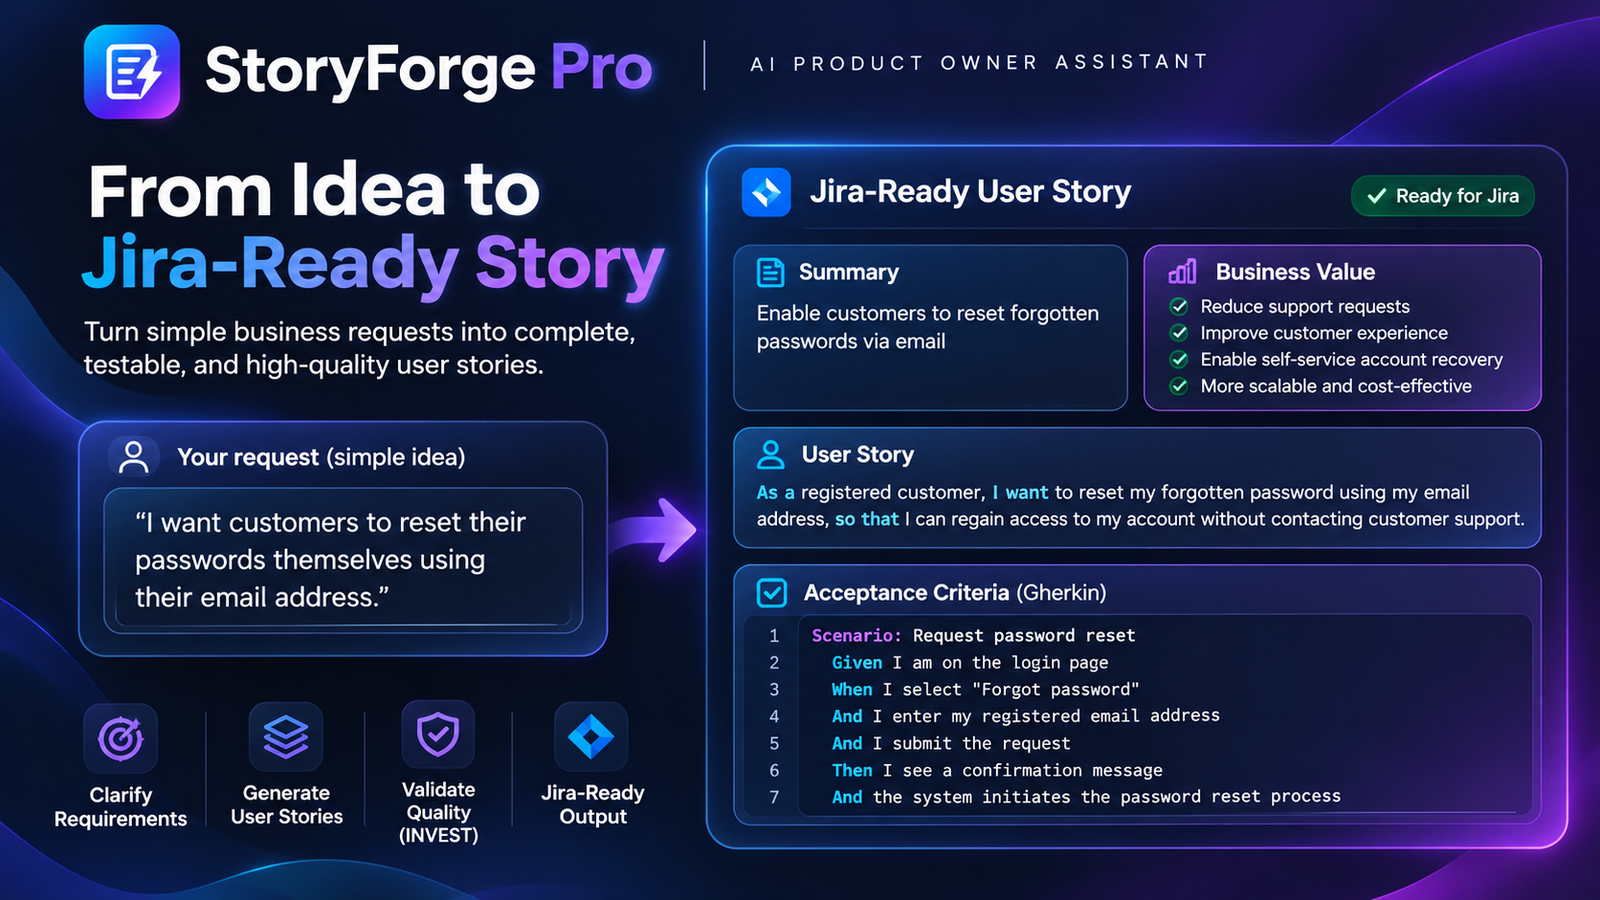 StoryForge Pro
AI PRODUCT OWNER ASSISTANT
From Idea to
Jira-Ready Story
Turn simple business requests into complete,
testable, and high-quality user stories.
Your request (simple idea)
“I want customers to reset their
passwords themselves using
their email address.”
Clarify
Requirements
Generate
User Stories
Validate
Quality
(INVEST)
Jira-Ready
Output
Jira-Ready User Story
Ready for Jira
Summary
Enable customers to reset forgotten
passwords via email
Business Value
Reduce support requests
Improve customer experience
Enable self-service account recovery
More scalable and cost-effective
User Story
As a registered customer, I want to reset my forgotten password using my email
address, so that I can regain access to my account without contacting customer support.
Acceptance Criteria (Gherkin)
1 Scenario: Request password reset
2 Given I am on the login page
3 When I select "Forgot password"
4 And I enter my registered email address
5 And I submit the request
6 Then I see a confirmation message
7 And the system initiates the password reset process